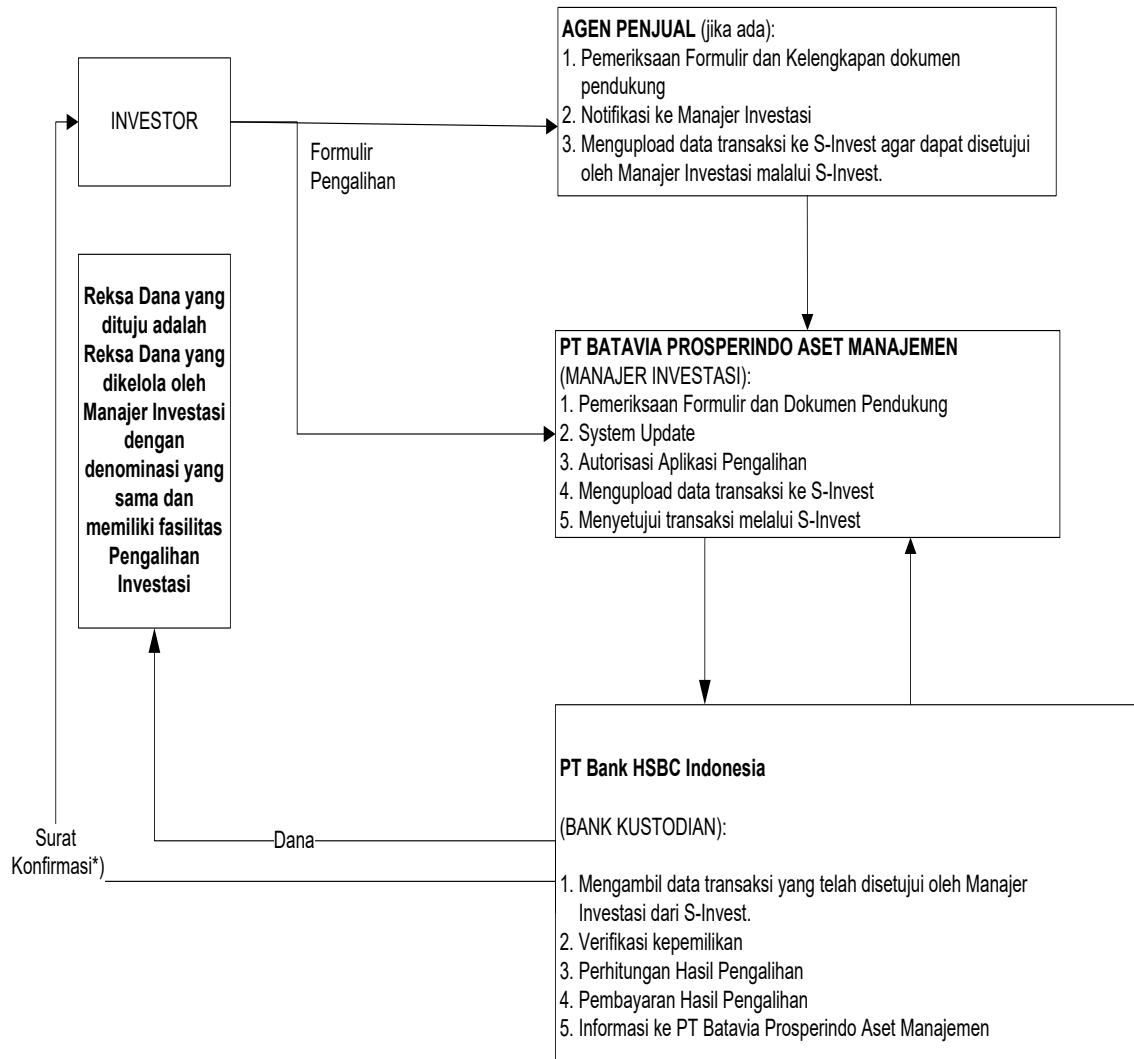 AGEN PENJUAL (jika ada):
1. Pemeriksaan Formulir dan Kelengkapan dokumen
pendukung
2. Notifikasi ke Manajer Investasi
3. Mengupload data transaksi ke S-Invest agar dapat disetujui
oleh Manajer Investasi malalui S-Invest.
INVESTOR
Formulir
Pengalihan
Reksa Dana yang
dituju adalah
Reksa Dana yang
dikelola oleh
Manajer Investasi
dengan
denominasi yang
sama dan
memiliki fasilitas
Pengalihan
Investasi
PT BATAVIA PROSPERINDO ASET MANAJEMEN
(MANAJER INVESTASI):
1. Pemeriksaan Formulir dan Dokumen Pendukung
2. System Update
3. Autorisasi Aplikasi Pengalihan
4. Mengupload data transaksi ke S-Invest
5. Menyetujui transaksi melalui S-Invest
Surat
Konfirmasi*)
Dana
PT Bank HSBC Indonesia
(BANK KUSTODIAN):
1. Mengambil data transaksi yang telah disetujui oleh Manajer
Investasi dari S-Invest.
2. Verifikasi kepemilikan
3. Perhitungan Hasil Pengalihan
4. Pembayaran Hasil Pengalihan
5. Informasi ke PT Batavia Prosperindo Aset Manajemen